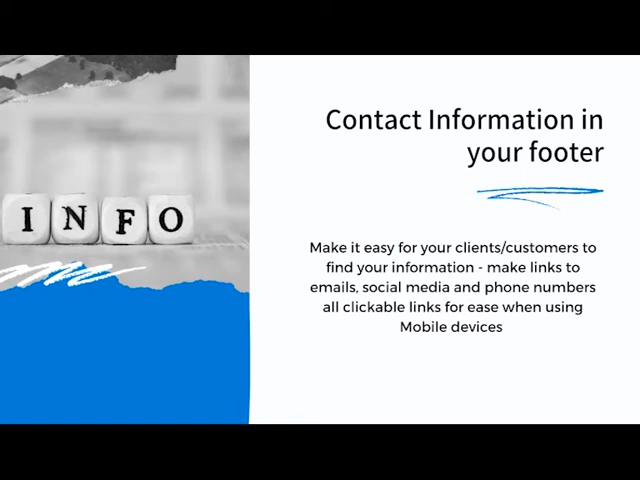 INFO
Contact Information in
your footer
Make it easy for your clients/customers to
find your information - make links to
emails, social media and phone numbers
all clickable links for ease when using
Mobile devices